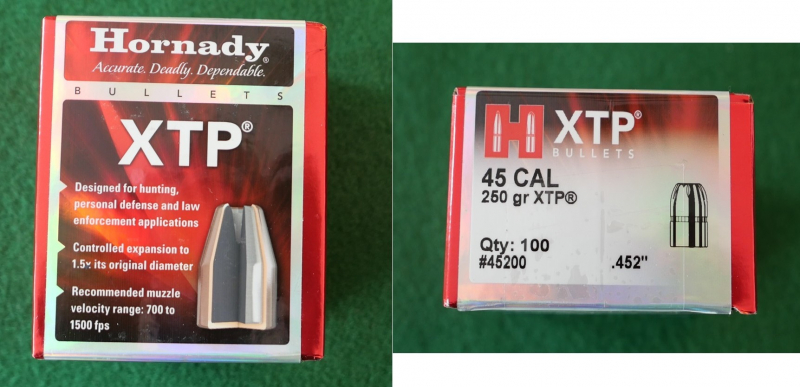 Hornady®
Accurate. Deadly. Dependable.
BULLETS
XTP®
Designed for hunting,
personal defense and law
enforcement applications
Controlled expansion to
1.5x its original diameter
Recommended muzzle
velocity range: 700 to
1500 fps
H XTP®
BULLETS
45 CAL
250 gr XTP®
Qty: 100
#45200 .452"